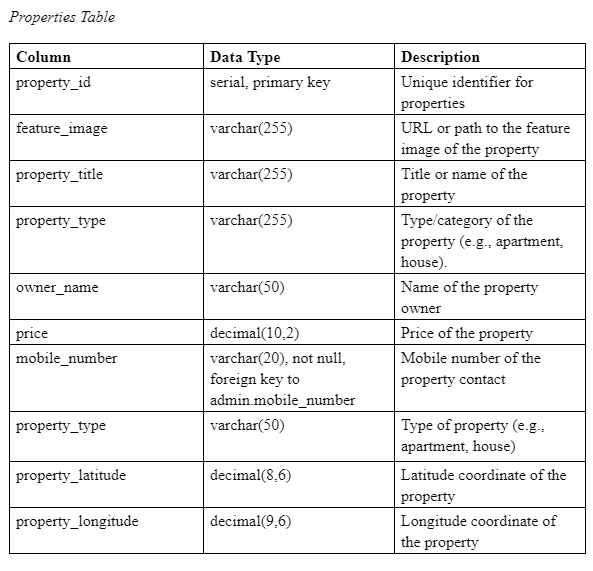 Properties Table
Column Data Type Description
property_id serial, primary key Unique identifier for
properties
feature_image varchar(255) URL or path to the feature
image of the property
property_title varchar(255) Title or name of the
property
property_type varchar(255) Type/category of the
property (e.g., apartment,
house).
owner_name varchar(50) Name of the property
owner
price decimal(10,2) Price of the property
mobile_number varchar(20), not null, Mobile number of the
foreign key to property contact
admin.mobile_number
property_type varchar(50) Type of property (e.g.,
apartment, house)
property_latitude decimal(8,6) Latitude coordinate of the
property
property_longitude decimal(9,6) Longitude coordinate of
the property